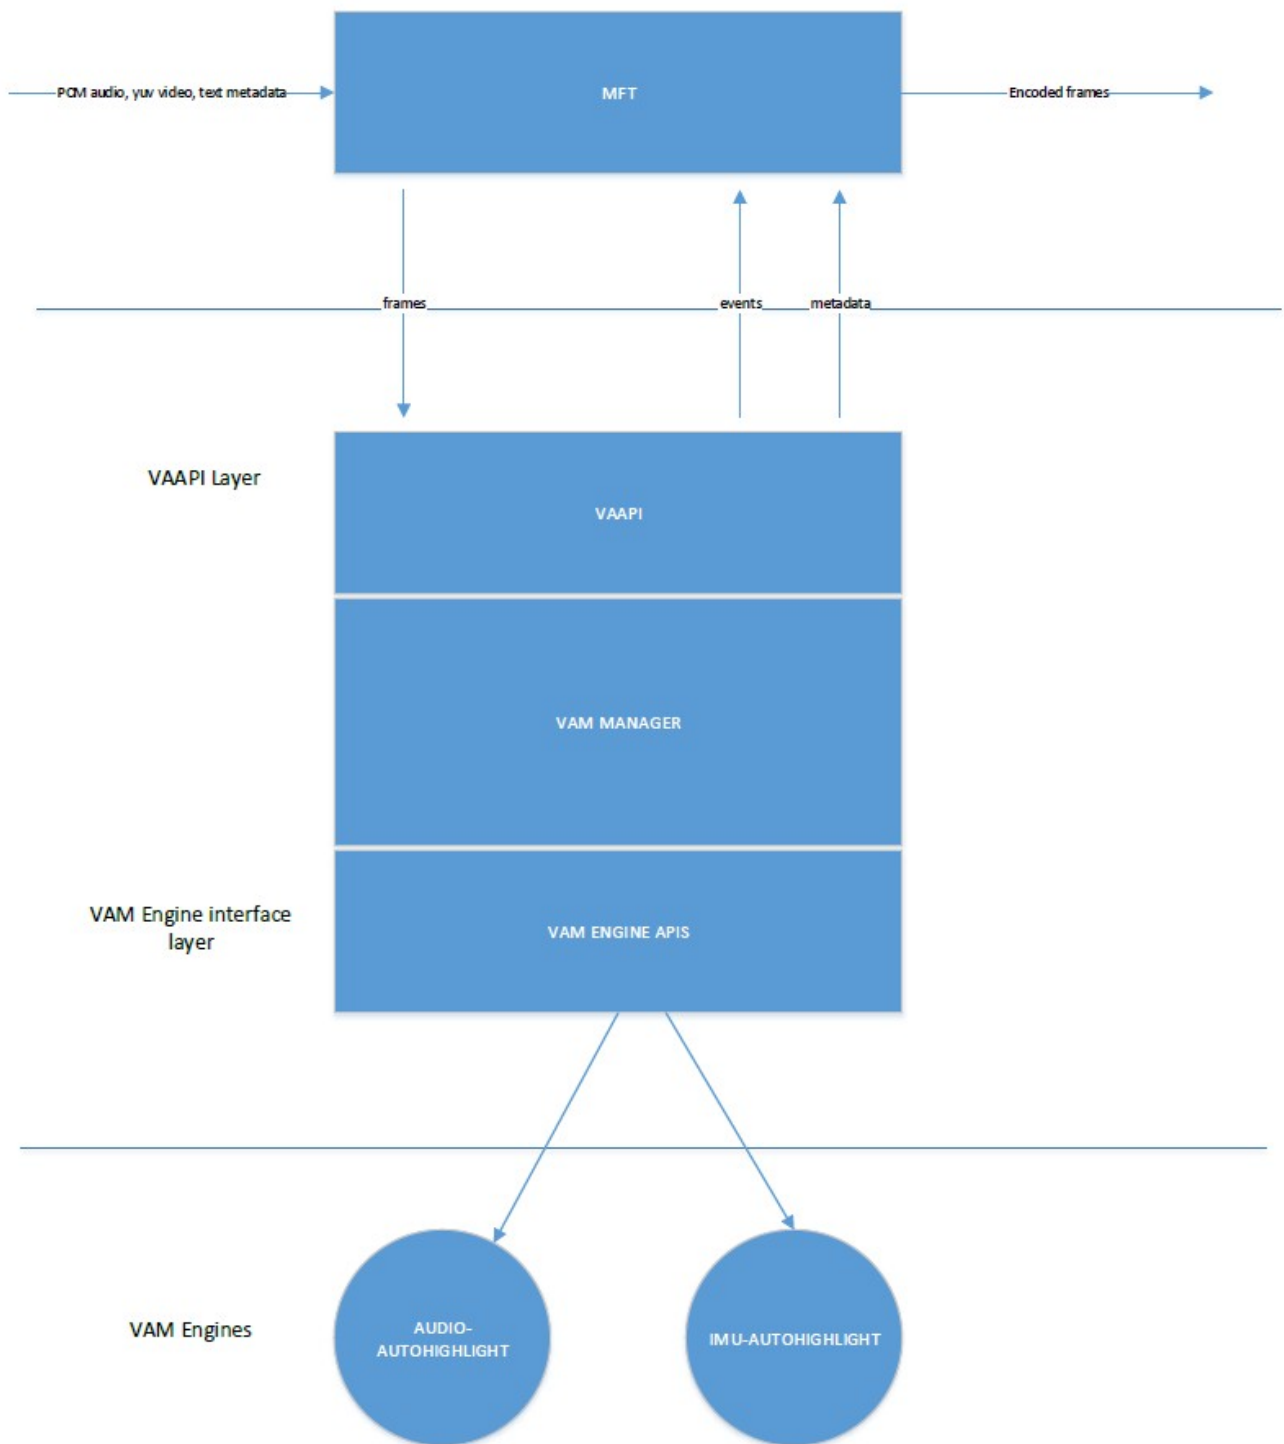 MFT
PCM audio, yuv video, text metadata
Encoded frames
frames
events
metadata
VAAPI Layer
VAAPI
VAM MANAGER
VAM Engine interface
layer
VAM ENGINE APIS
VAM Engines
AUDIO-
AUTOHIGHLIGHT
IMU-AUTOHIGHLIGHT